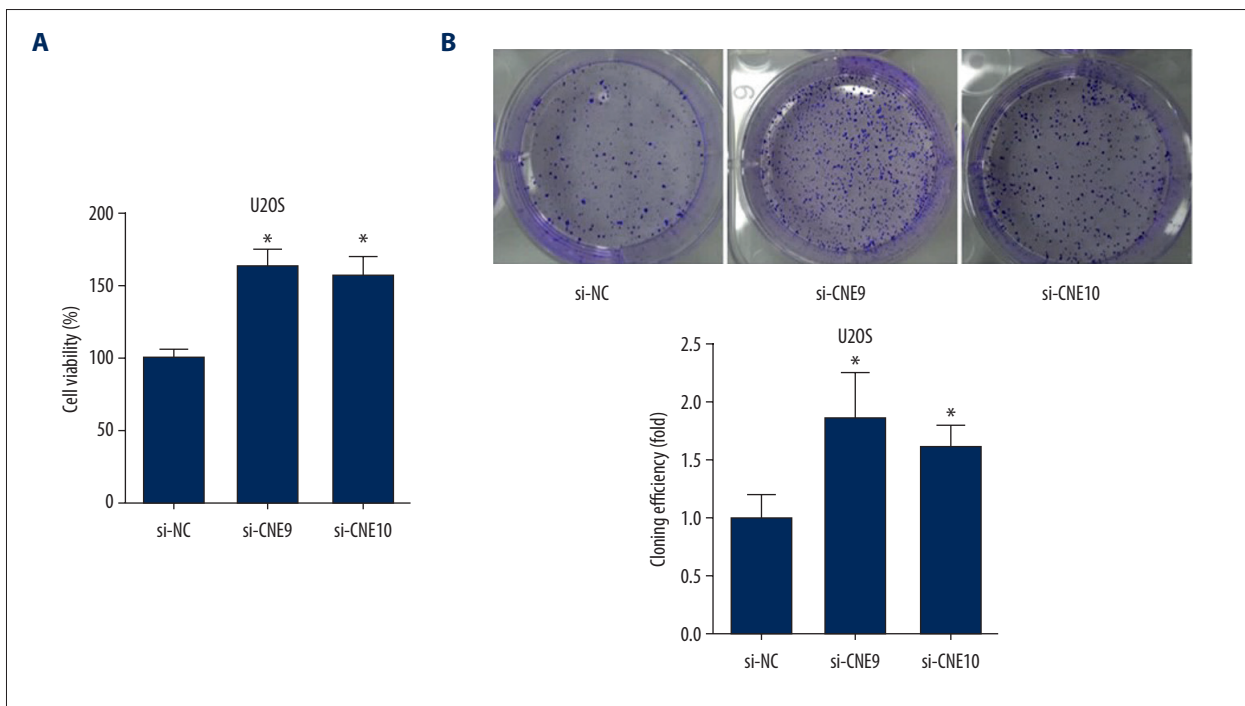 A
U2OS
Cell viability (%)
200
150
100
50
0
*
*
si-NC
si-CNE9
si-CNE10
B
6
si-NC
si-CNE9
si-CNE10
U2OS
Cloning efficiency (fold)
2.5
2.0
1.5
1.0
0.5
0.0
*
*
si-NC
si-CNE9
si-CNE10